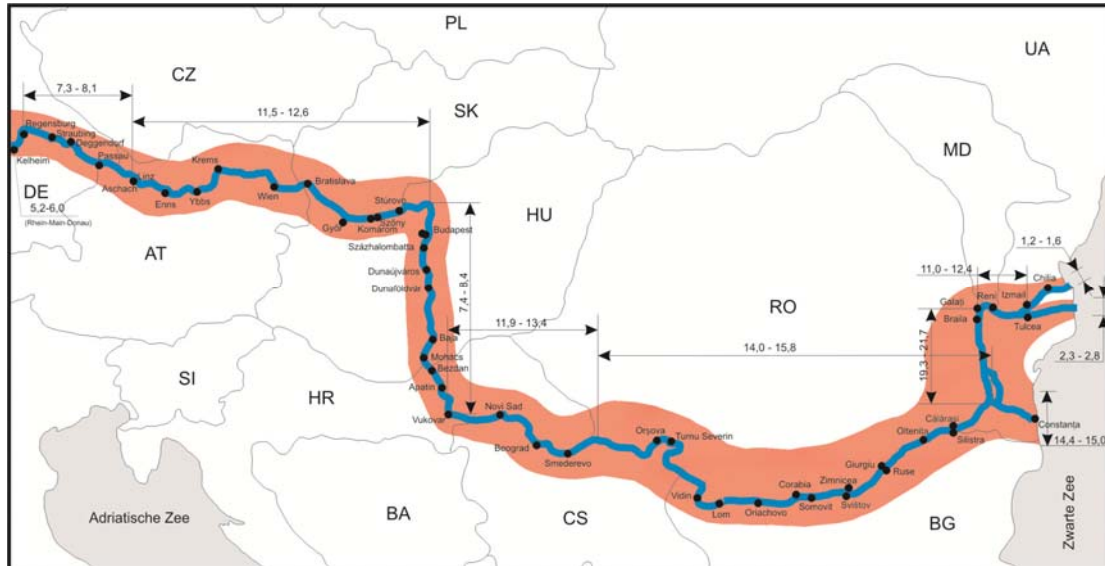 PL
UA
CZ
7,3 - 8,1
11,5 - 12,6
SK
MD
Regensburg
Straubing
Deggendorf
Kelheim
Passau
Linz
Aschach
Krems
Bratislava
Wien
Enns
Ybbs
DE
5,2-6,0
(Rhein-Main-Donau)
Stúrovo
Győr
Komárom
Szőny
Budapest
Százhalombatta
HU
AT
Dunaújváros
Dunaföldvár
7,4 - 8,4
1,2 - 1,6
11,0 - 12,4
Chilia
Izmail
Reni
Galați
Braila
Tulcea
RO
11,9 - 13,4
14,0 - 15,8
19,3 - 21,7
2,3 - 2,8
Baja
Mohács
Bezdan
Apatin
SI
HR
Vukovar
Novi Sad
Beograd
Smederevo
Orşova
Turnu Severin
Călăraşi
Oltenita
Silistra
Constanţa
14,4 - 15,0
Giurgiu
Ruse
Zimnicea
Corabia
Vidin
Lom
Oriachovo
Somovit
Svištov
BA
CS
BG
Adriatische Zee
Zwarte Zee